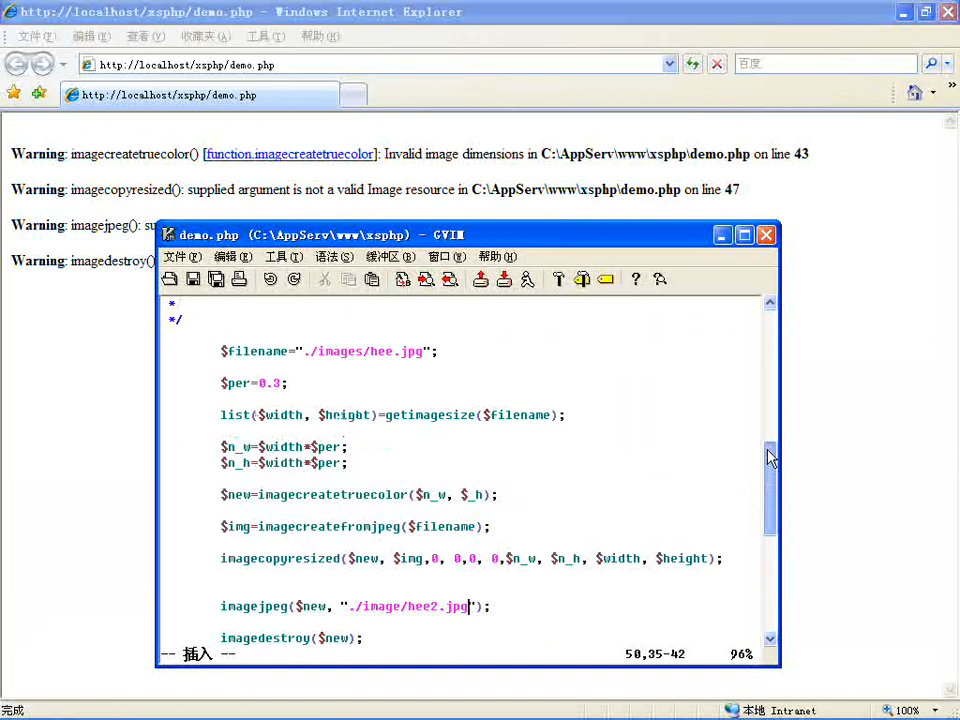 http://localhost/xsphp/demo.php - Windows Internet Explorer
文件(F) 编辑(E) 查看(V) 收藏夹(A) 工具(T) 帮助(H)
http://localhost/xsphp/demo.php 百度
http://localhost/xsphp/demo.php
Warning: imagecreatetruecolor() [function.imagecreatetruecolor]: Invalid image dimensions in C:\AppServ\www\xsphp\demo.php on line 43
Warning: imagecopyresized(): supplied argument is not a valid Image resource in C:\AppServ\www\xsphp\demo.php on line 47
Warning: imagejpeg(): su
Warning: imagedestroy()
demo.php (C:\AppServ\www\xsphp) - GVIM
文件(F) 编辑(E) 工具(T) 语法(S) 缓冲区(B) 窗口(W) 帮助(H)
*
*/
$filename="./images/hee.jpg";
$per=0.3;
list($width, $height)=getimagesize($filename);
$n_w=$width*$per;
$n_h=$width*$per;
$new=imagecreatetruecolor($n_w, $_h);
$img=imagecreatefromjpeg($filename);
imagecopyresized($new, $img,0, 0,0, 0,$n_w, $n_h, $width, $height);
imagejpeg($new, "./image/hee2.jpg");
imagedestroy($new);
-- 插入 -- 50,35-42 96%
完成 本地 Intranet 100%